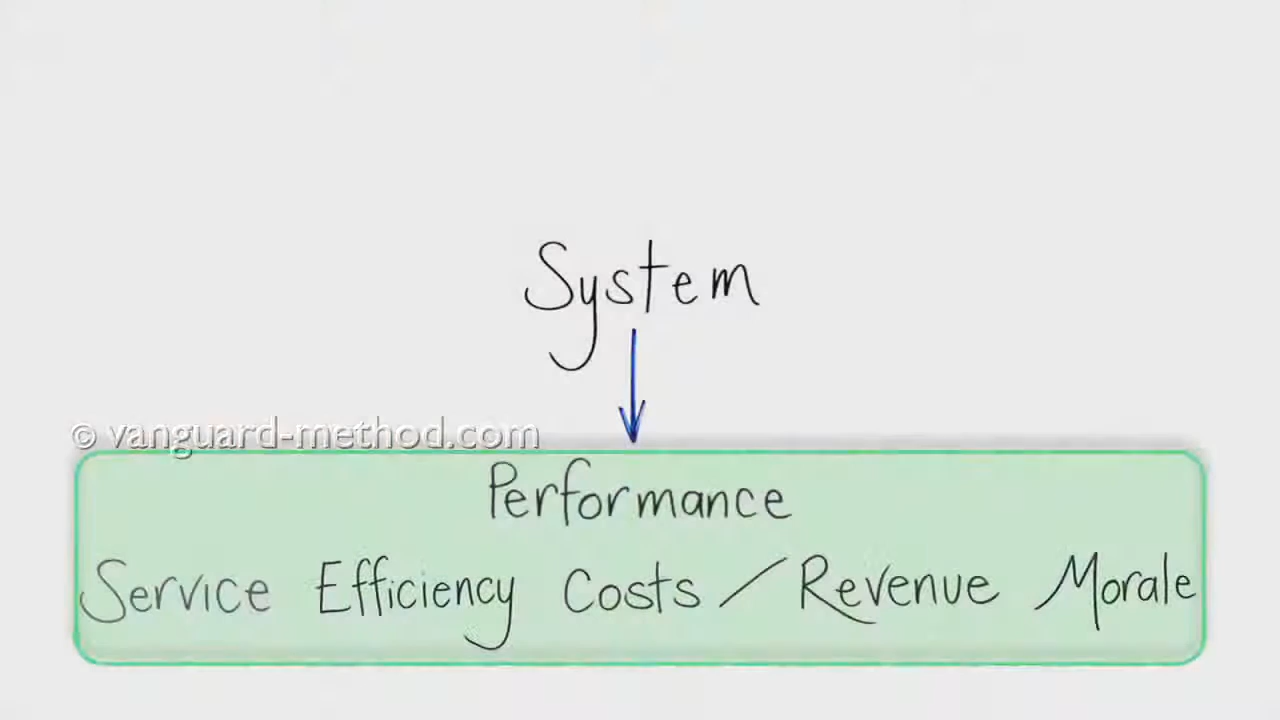 System
© vanguard-method.com
Performance
Service Efficiency Costs / Revenue Morale